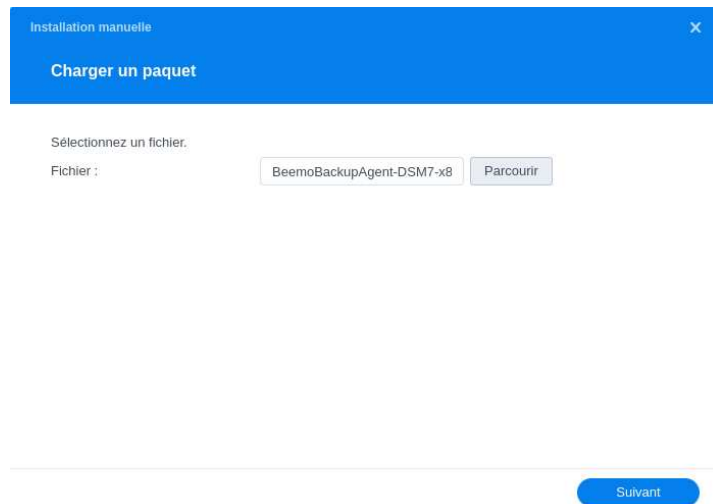 Installation manuelle
Charger un paquet
Sélectionnez un fichier.
Fichier : BeemoBackupAgent-DSM7-x8 Parcourir
Suivant